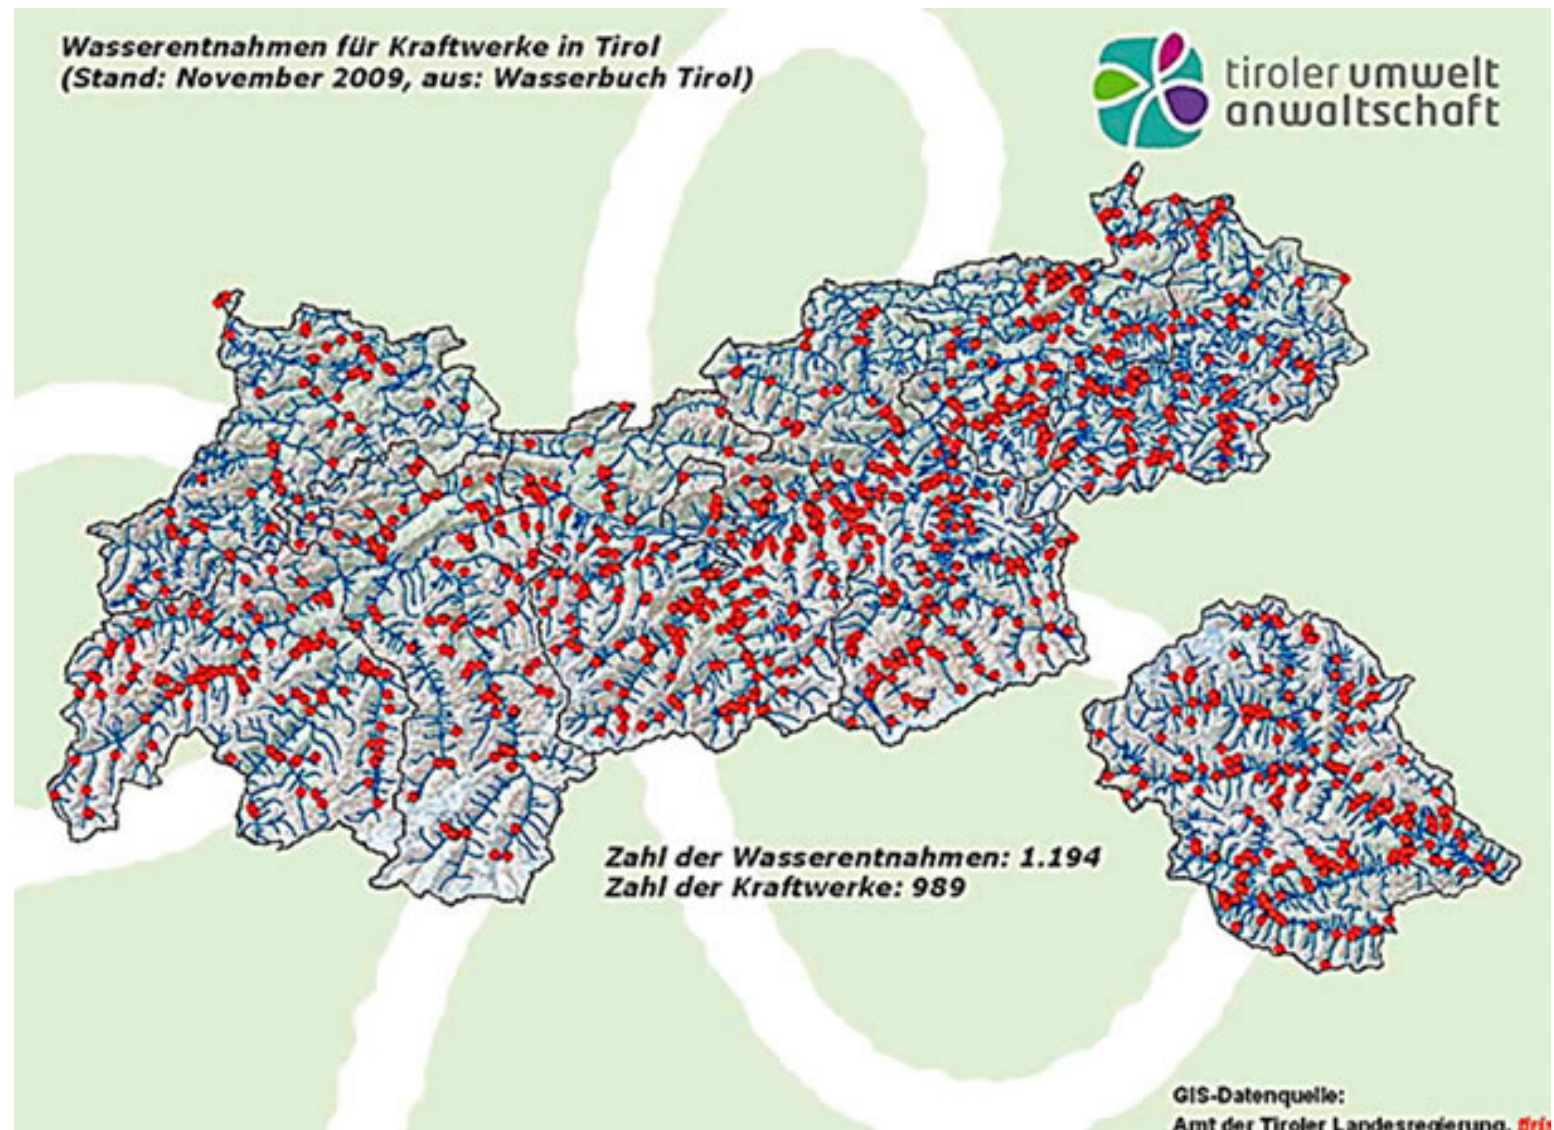 Wasserentnahmen für Kraftwerke in Tirol
(Stand: November 2009, aus: Wasserbuch Tirol)
tiroler umwelt
anwaltschaft
Zahl der Wasserentnahmen: 1.194
Zahl der Kraftwerke: 989
GIS-Datenquelle:
Amt der Tiroler Landesregierung,